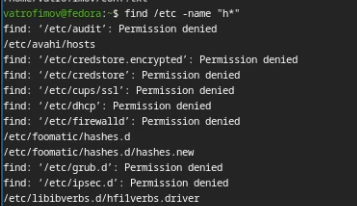 vatrofimov@fedora:~$ find /etc -name "h*"
find: ‘/etc/audit’: Permission denied
/etc/avahi/hosts
find: ‘/etc/credstore.encrypted’: Permission denied
find: ‘/etc/credstore’: Permission denied
find: ‘/etc/cups/ssl’: Permission denied
find: ‘/etc/dhcp’: Permission denied
find: ‘/etc/firewalld’: Permission denied
/etc/foomatic/hashes.d
/etc/foomatic/hashes.d/hashes.new
find: ‘/etc/grub.d’: Permission denied
find: ‘/etc/ipsec.d’: Permission denied
/etc/libibverbs.d/hfi1verbs.driver